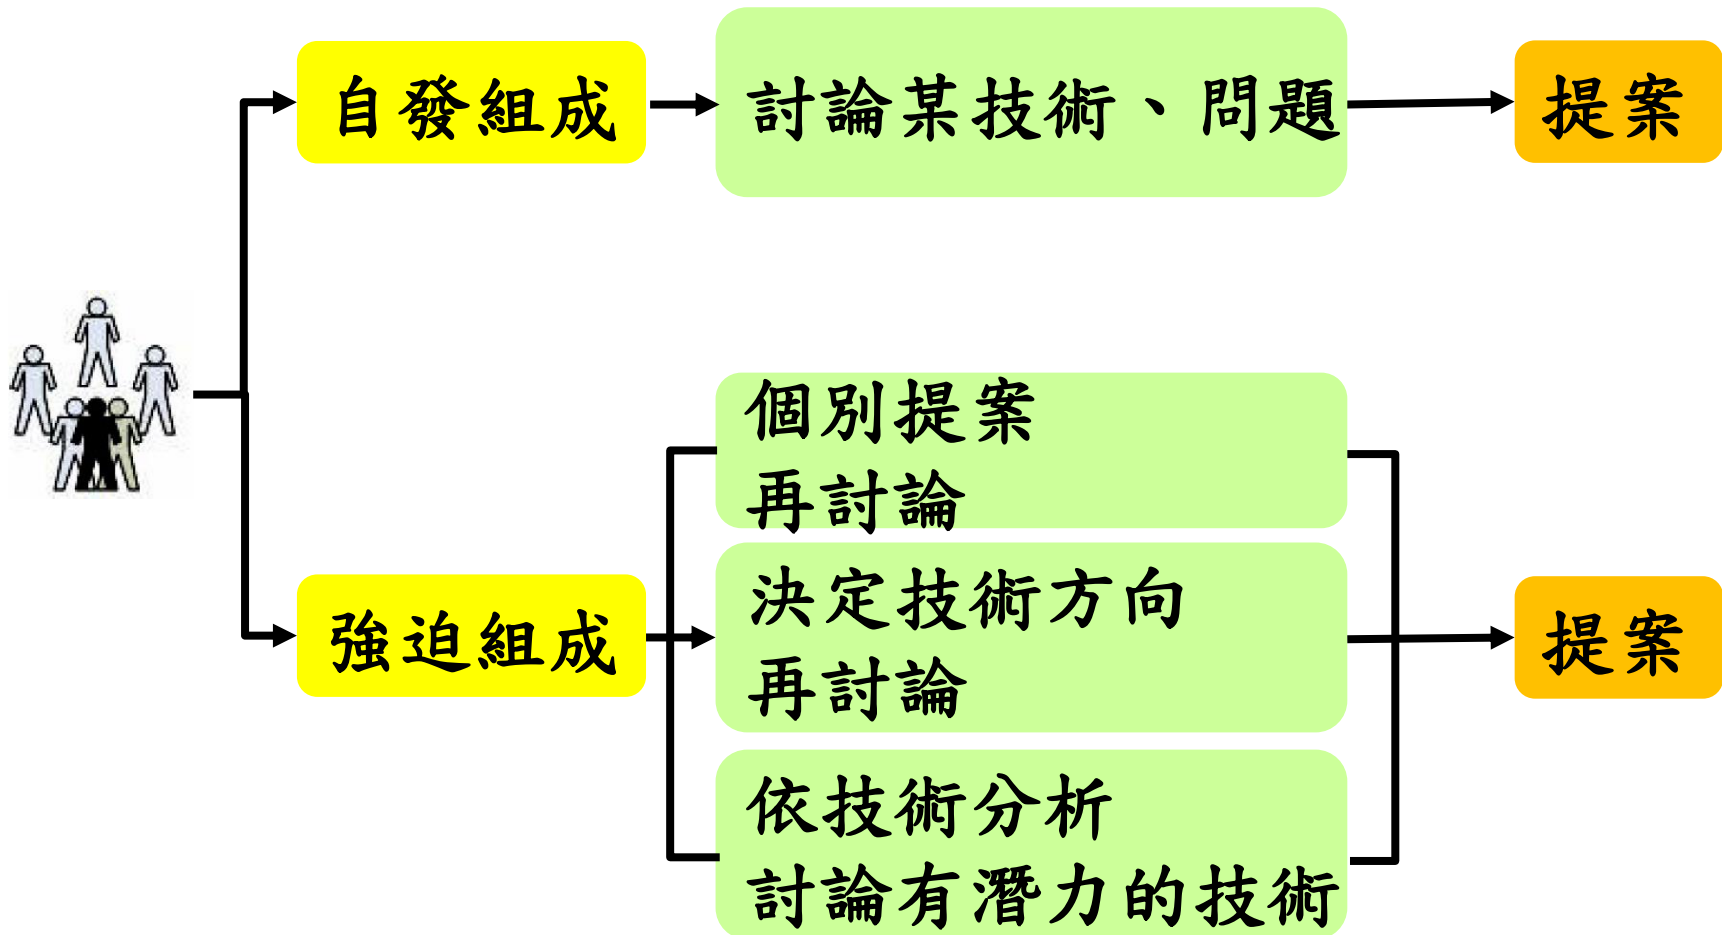 自發組成
討論某技術、問題
提案
個別提案
再討論
強迫組成
決定技術方向
再討論
提案
依技術分析
討論有潛力的技術